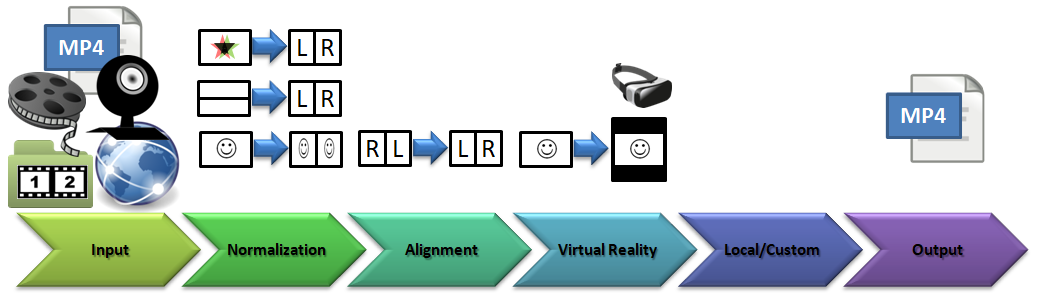 MP4
L R
L R
R L
L R
1 2
MP4
Input
Normalization
Alignment
Virtual Reality
Local/Custom
Output